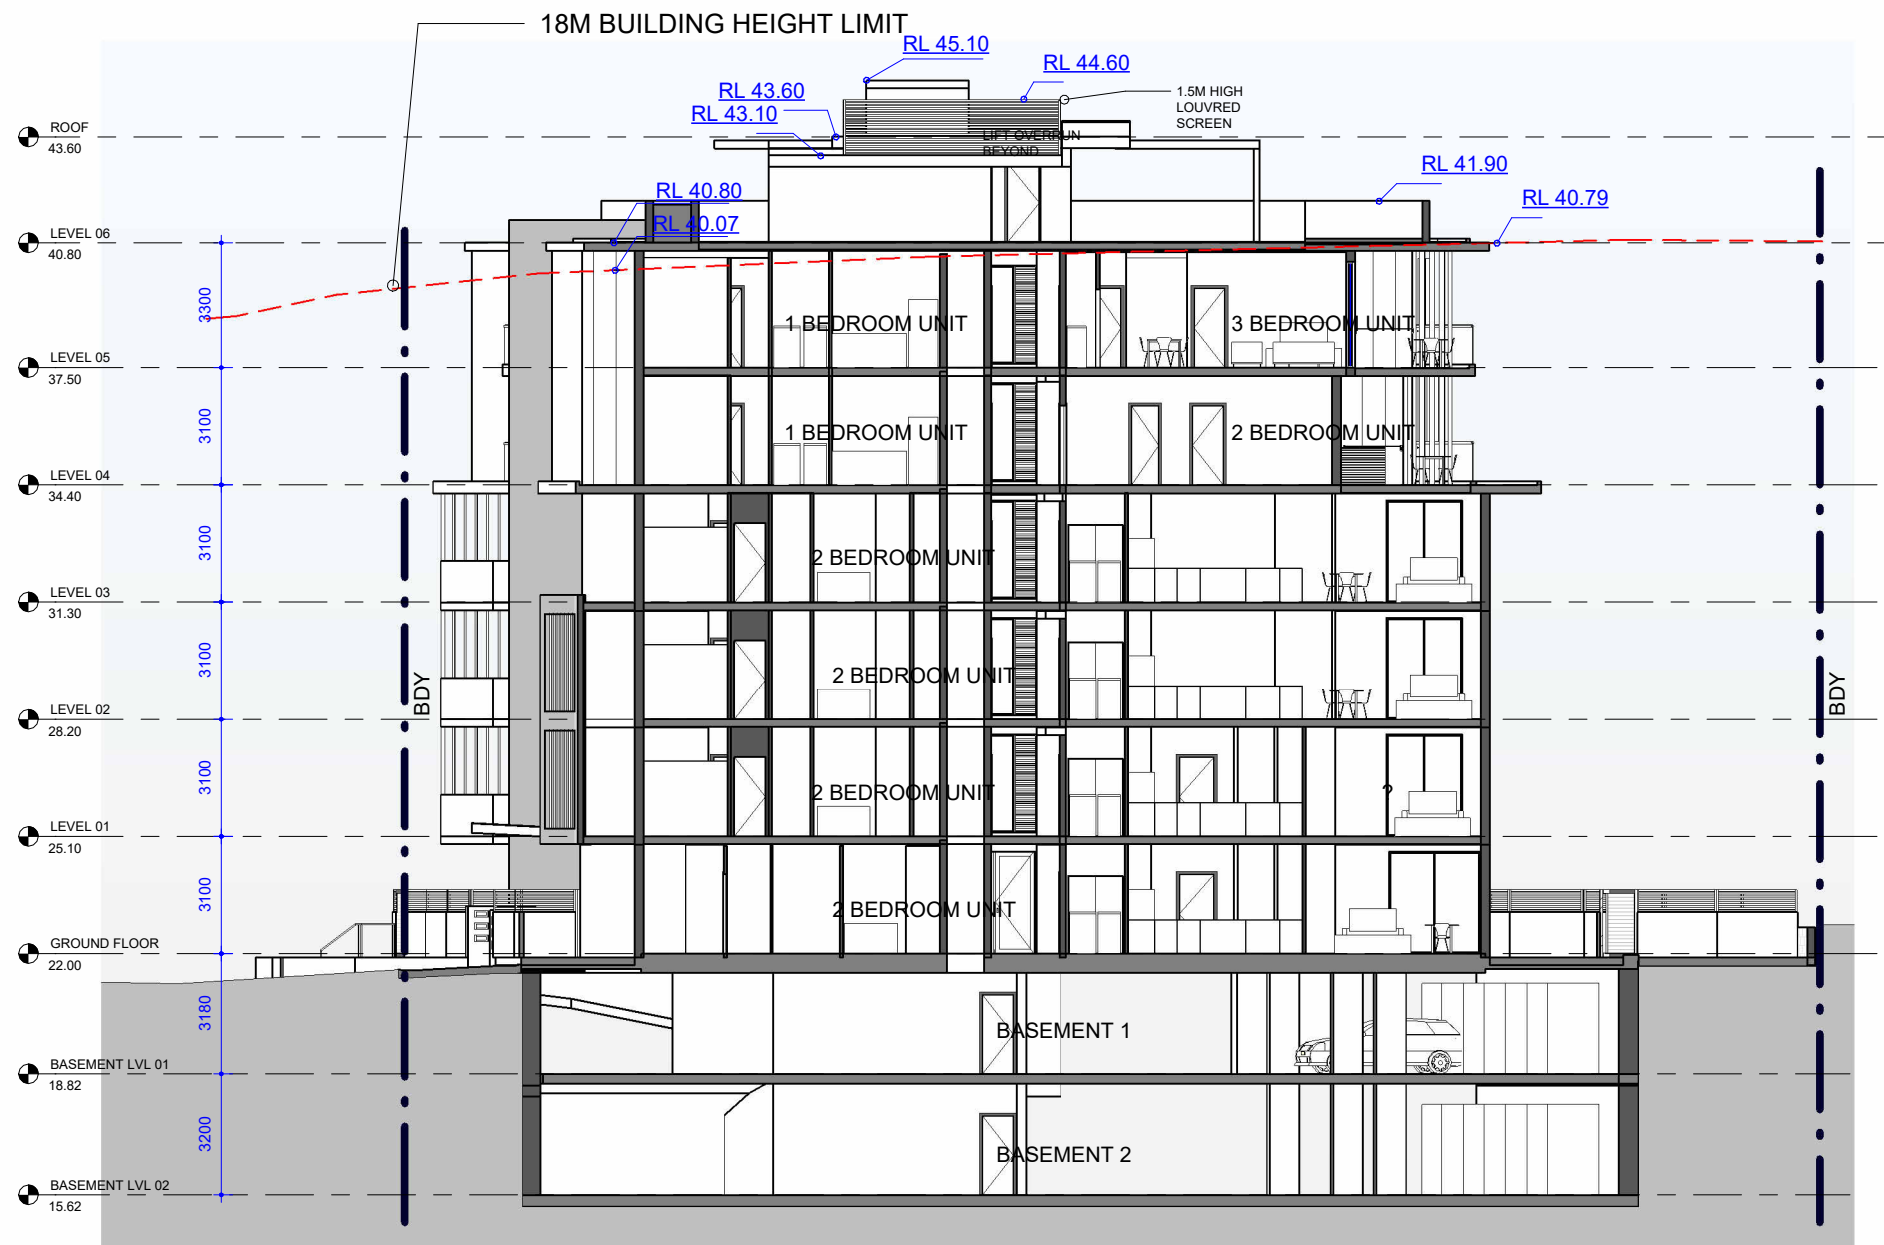 18M BUILDING HEIGHT LIMIT
RL 45.10
RL 44.60
RL 43.60
RL 43.10
1.5M HIGH
LOUVRED
SCREEN
LIFT OVERRUN
BEYOND
ROOF
43.60
RL 41.90
RL 40.80
RL 40.79
RL 40.07
LEVEL 06
40.80
3300
1 BEDROOM UNIT
3 BEDROOM UNIT
LEVEL 05
37.50
3100
1 BEDROOM UNIT
2 BEDROOM UNIT
LEVEL 04
34.40
3100
2 BEDROOM UNIT
LEVEL 03
31.30
3100
2 BEDROOM UNIT
BDY
BDY
LEVEL 02
28.20
3100
2 BEDROOM UNIT
?
LEVEL 01
25.10
3100
2 BEDROOM UNIT
GROUND FLOOR
22.00
3180
BASEMENT 1
BASEMENT LVL 01
18.82
3200
BASEMENT 2
BASEMENT LVL 02
15.62